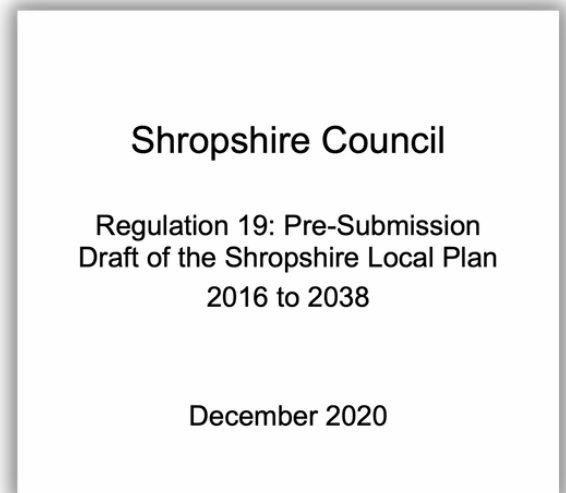 Shropshire Council
Regulation 19: Pre-Submission
Draft of the Shropshire Local Plan
2016 to 2038
December 2020